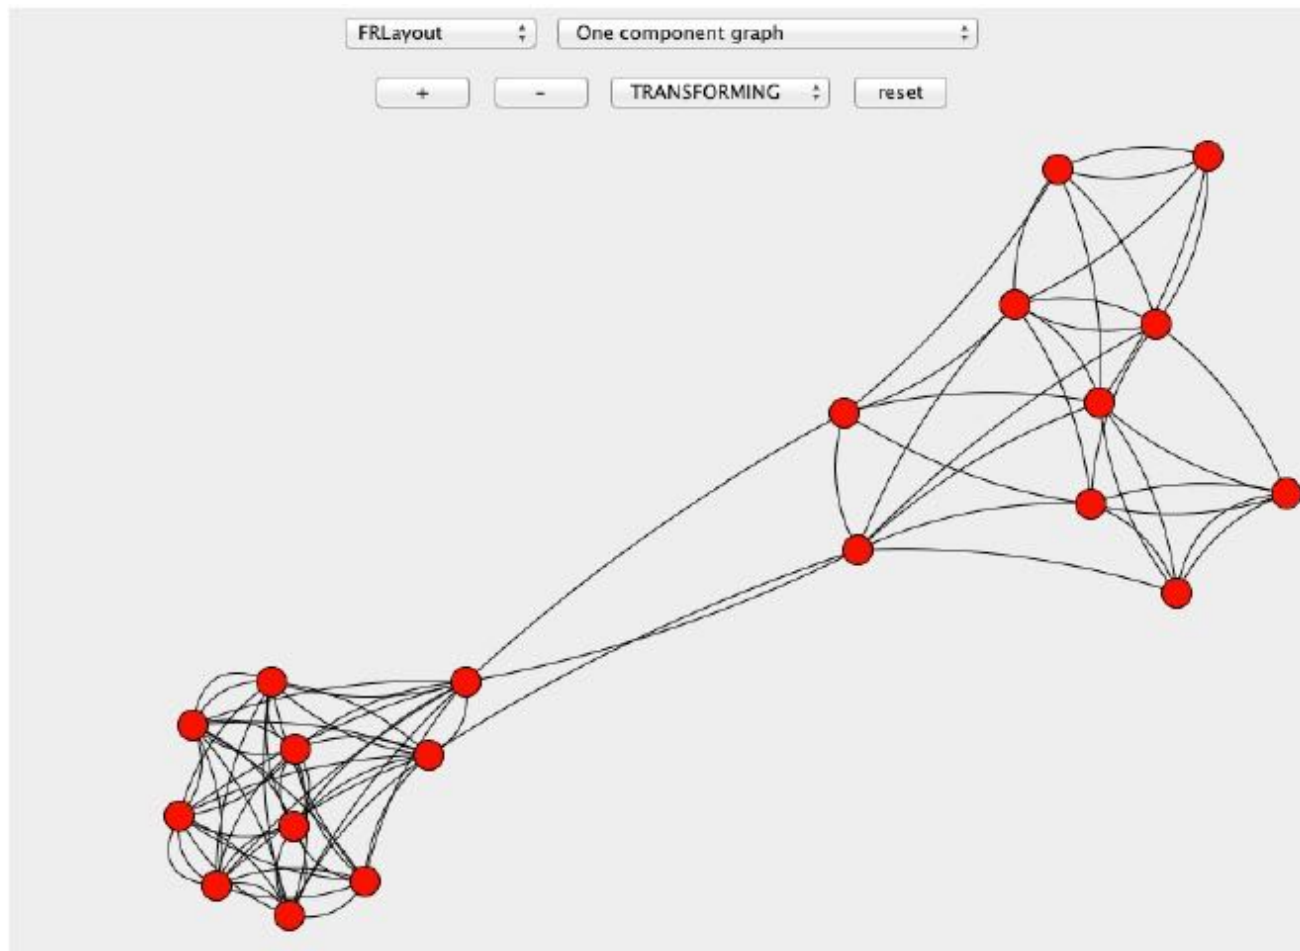 FRLayout One component graph
+ - TRANSFORMING reset